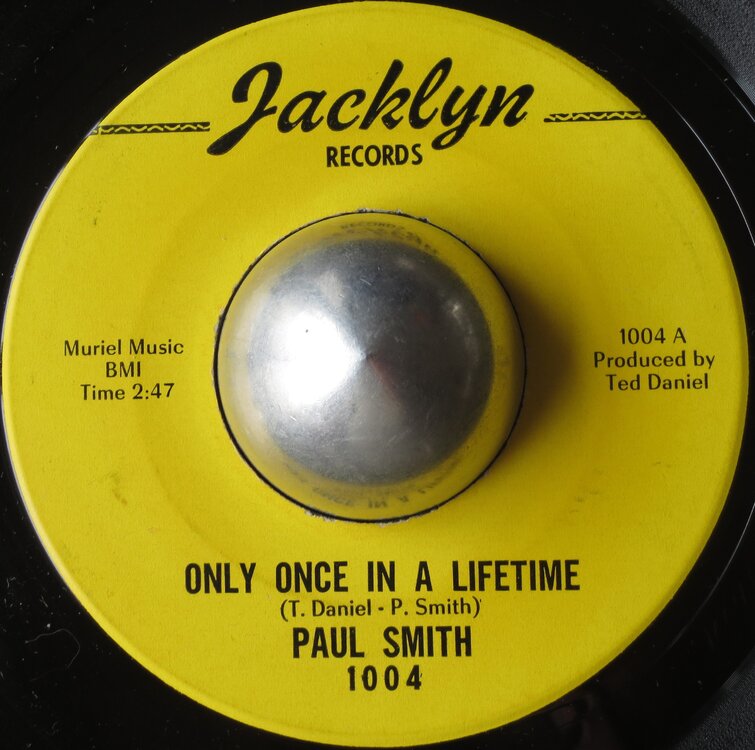 Jacklyn
RECORDS
Muriel Music
BMI
Time 2:47
1004 A
Produced by
Ted Daniel
ONLY ONCE IN A LIFETIME
(T. Daniel - P. Smith)
PAUL SMITH
1004